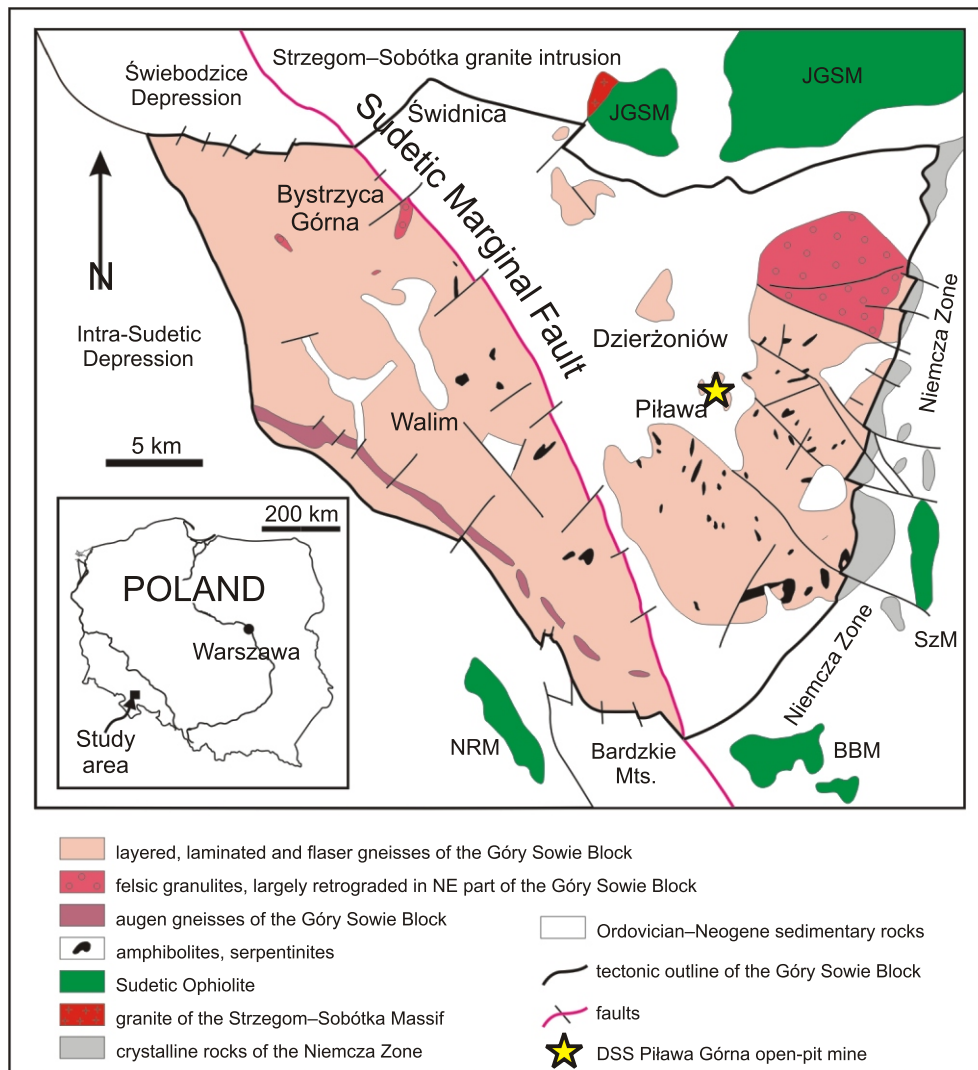 Strzegom–Sobótka granite intrusion
Świebodzice
Depression
JGSM
JGSM
Świdnica
Sudetic Marginal Fault
Bystrzyca
Górna
N
Intra-Sudetic
Depression
Dzierżoniów
Niemcza Zone
Piława
Walim
5 km
200 km
POLAND
Warszawa
Study
area
SzM
Niemcza Zone
NRM
Bardzkie
Mts.
BBM
layered, laminated and flaser gneisses of the Góry Sowie Block
felsic granulites, largely retrograded in NE part of the Góry Sowie Block
augen gneisses of the Góry Sowie Block
amphibolites, serpentinites
Sudetic Ophiolite
granite of the Strzegom–Sobótka Massif
crystalline rocks of the Niemcza Zone
Ordovician–Neogene sedimentary rocks
tectonic outline of the Góry Sowie Block
faults
DSS Piława Górna open-pit mine